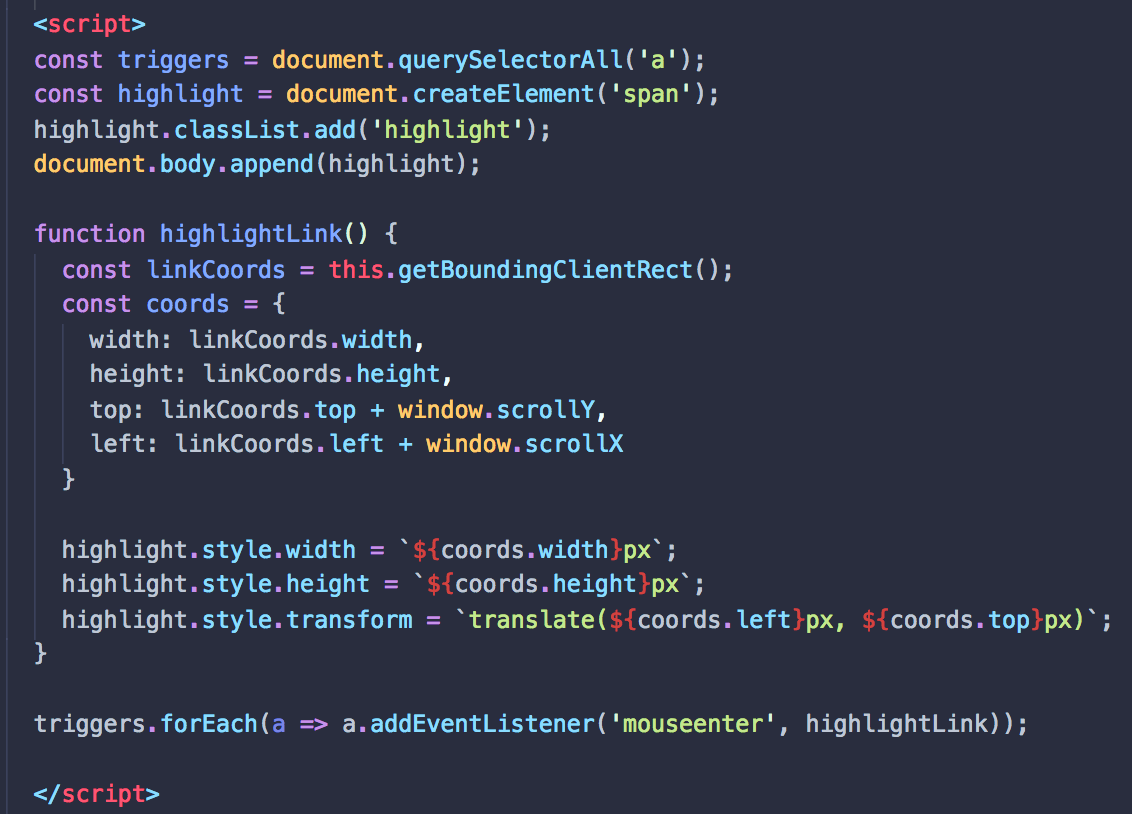 <script>
const triggers = document.querySelectorAll('a');
const highlight = document.createElement('span');
highlight.classList.add('highlight');
document.body.append(highlight);

function highlightLink() {
  const linkCoords = this.getBoundingClientRect();
  const coords = {
    width: linkCoords.width,
    height: linkCoords.height,
    top: linkCoords.top + window.scrollY,
    left: linkCoords.left + window.scrollX
  }

  highlight.style.width = `${coords.width}px`;
  highlight.style.height = `${coords.height}px`;
  highlight.style.transform = `translate(${coords.left}px, ${coords.top}px)`;
}

triggers.forEach(a => a.addEventListener('mouseenter', highlightLink));

</script>